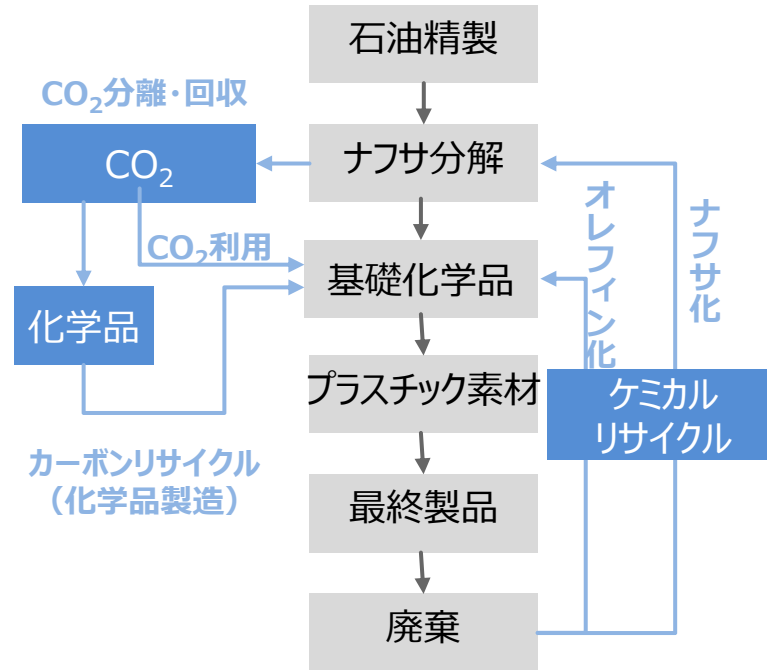 石油精製
CO₂分離・回収
CO₂
ナフサ分解
オレフィン化
ナフサ化
CO₂利用
基礎化学品
化学品
プラスチック素材
ケミカル
リサイクル
カーボンリサイクル
（化学品製造）
最終製品
廃棄